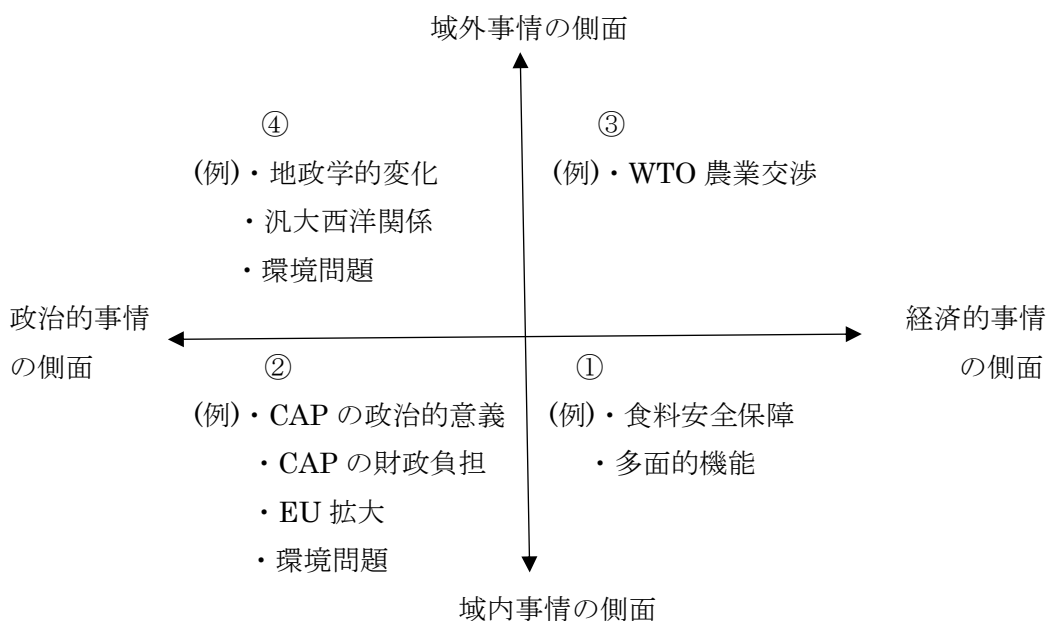 域外事情の側面
④
(例)・地政学的変化
・汎大西洋関係
・環境問題
③
(例)・WTO 農業交渉
政治的事情
の側面
経済的事情
の側面
②
(例)・CAP の政治的意義
・CAP の財政負担
・EU 拡大
・環境問題
①
(例)・食料安全保障
・多面的機能
域内事情の側面